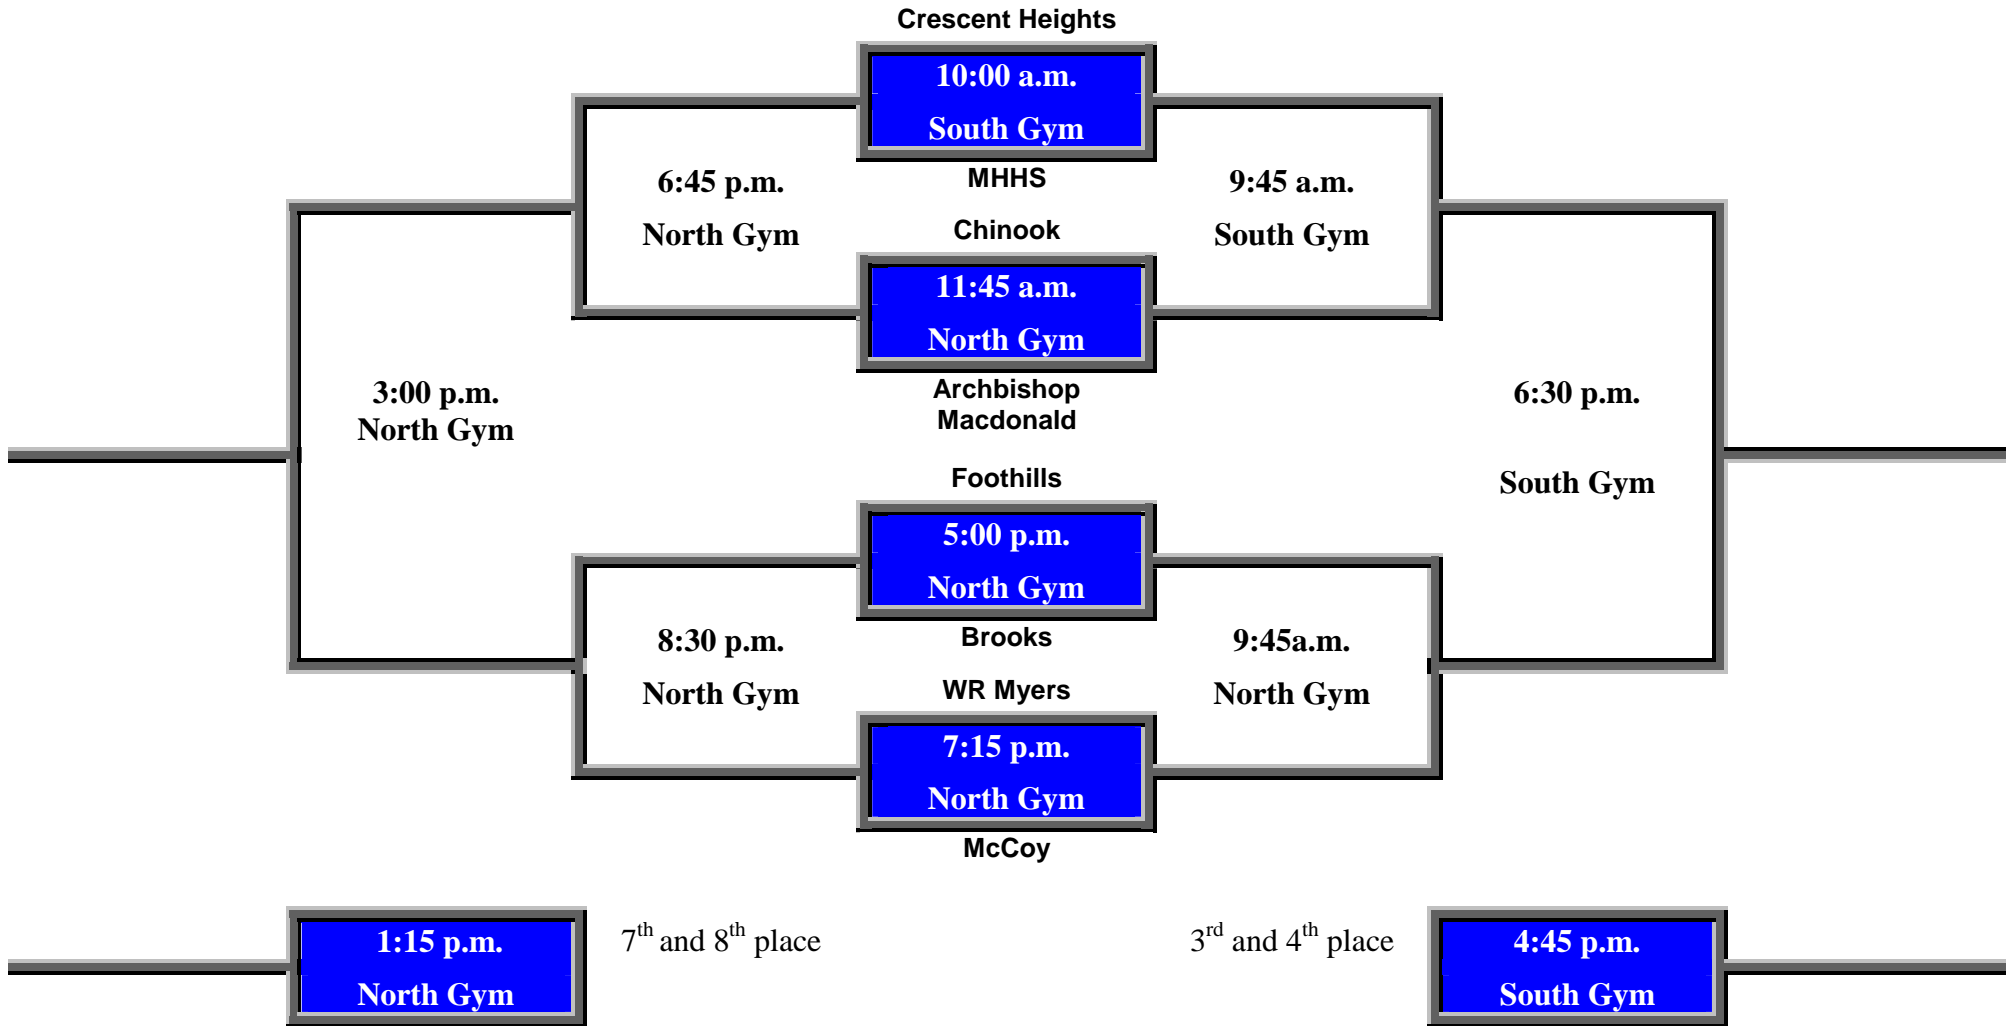 Crescent Heights
10:00 a.m.
South Gym
MHHS
6:45 p.m.
North Gym
9:45 a.m.
South Gym
Chinook
11:45 a.m.
North Gym
Archbishop
Macdonald
3:00 p.m.
North Gym
6:30 p.m.
South Gym
Foothills
5:00 p.m.
North Gym
Brooks
8:30 p.m.
North Gym
9:45a.m.
North Gym
WR Myers
7:15 p.m.
North Gym
McCoy
1:15 p.m.
North Gym
7th and 8th place
3rd and 4th place
4:45 p.m.
South Gym